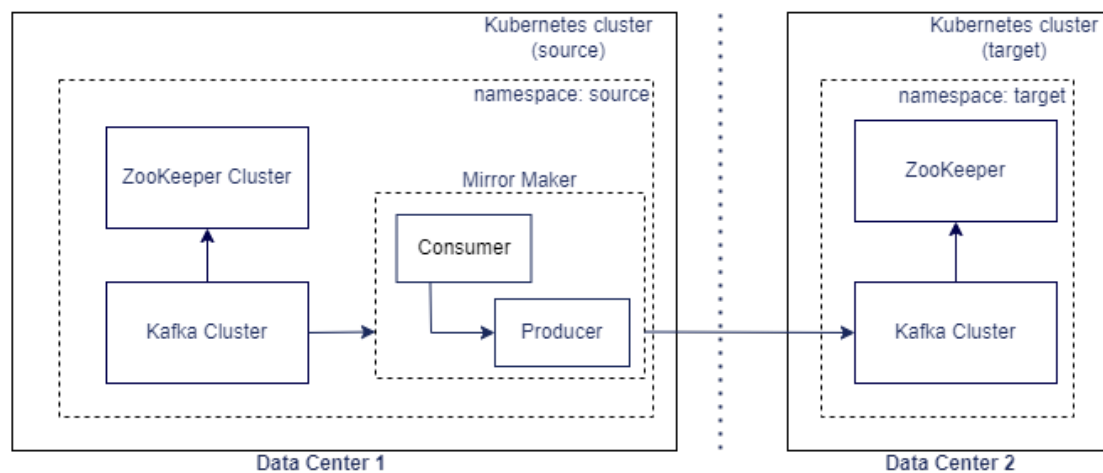 Kubernetes cluster
(source)
namespace: source
ZooKeeper Cluster
Mirror Maker
Consumer
Kafka Cluster
Producer
Data Center 1
Kubernetes cluster
(target)
namespace: target
ZooKeeper
Kafka Cluster
Data Center 2